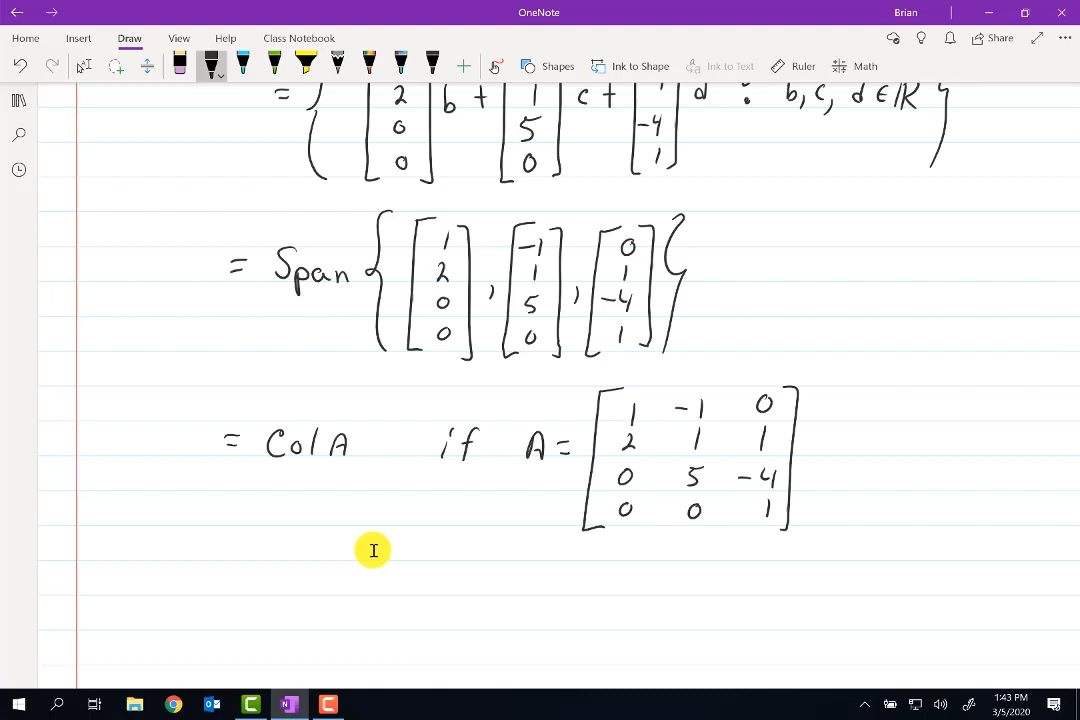 OneNote
Brian
Home Insert Draw View Help Class Notebook Share
Shapes Ink to Shape Ink to Text Ruler Math
= { [2 0 0] b + [1 5 0] c + [-4 1] d : b, c, d ∈ ℝ }
= Span { [1 2 0 0], [-1 1 5 0], [0 1 -4 1] }
= Col A if A = [
1 -1 0
2 1 1
0 5 -4
0 0 1 ]
1:43 PM
3/5/2020